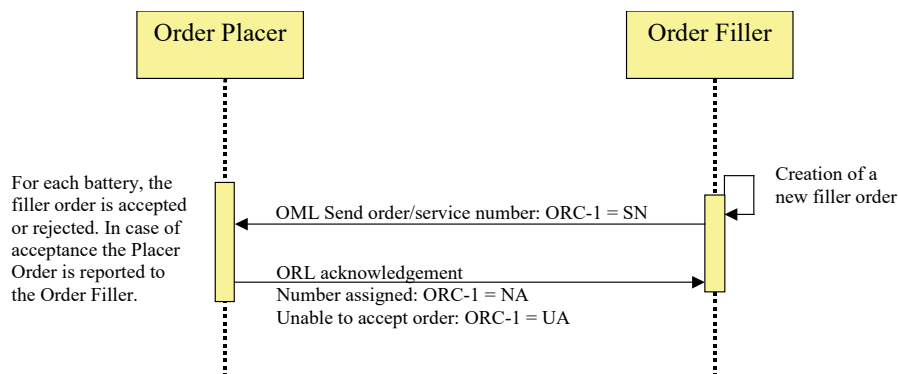 Order Placer
Order Filler
Creation of a
new filler order
For each battery, the
filler order is accepted
or rejected. In case of
acceptance the Placer
Order is reported to
the Order Filler.
OML Send order/service number: ORC-1 = SN
ORL acknowledgement
Number assigned: ORC-1 = NA
Unable to accept order: ORC-1 = UA